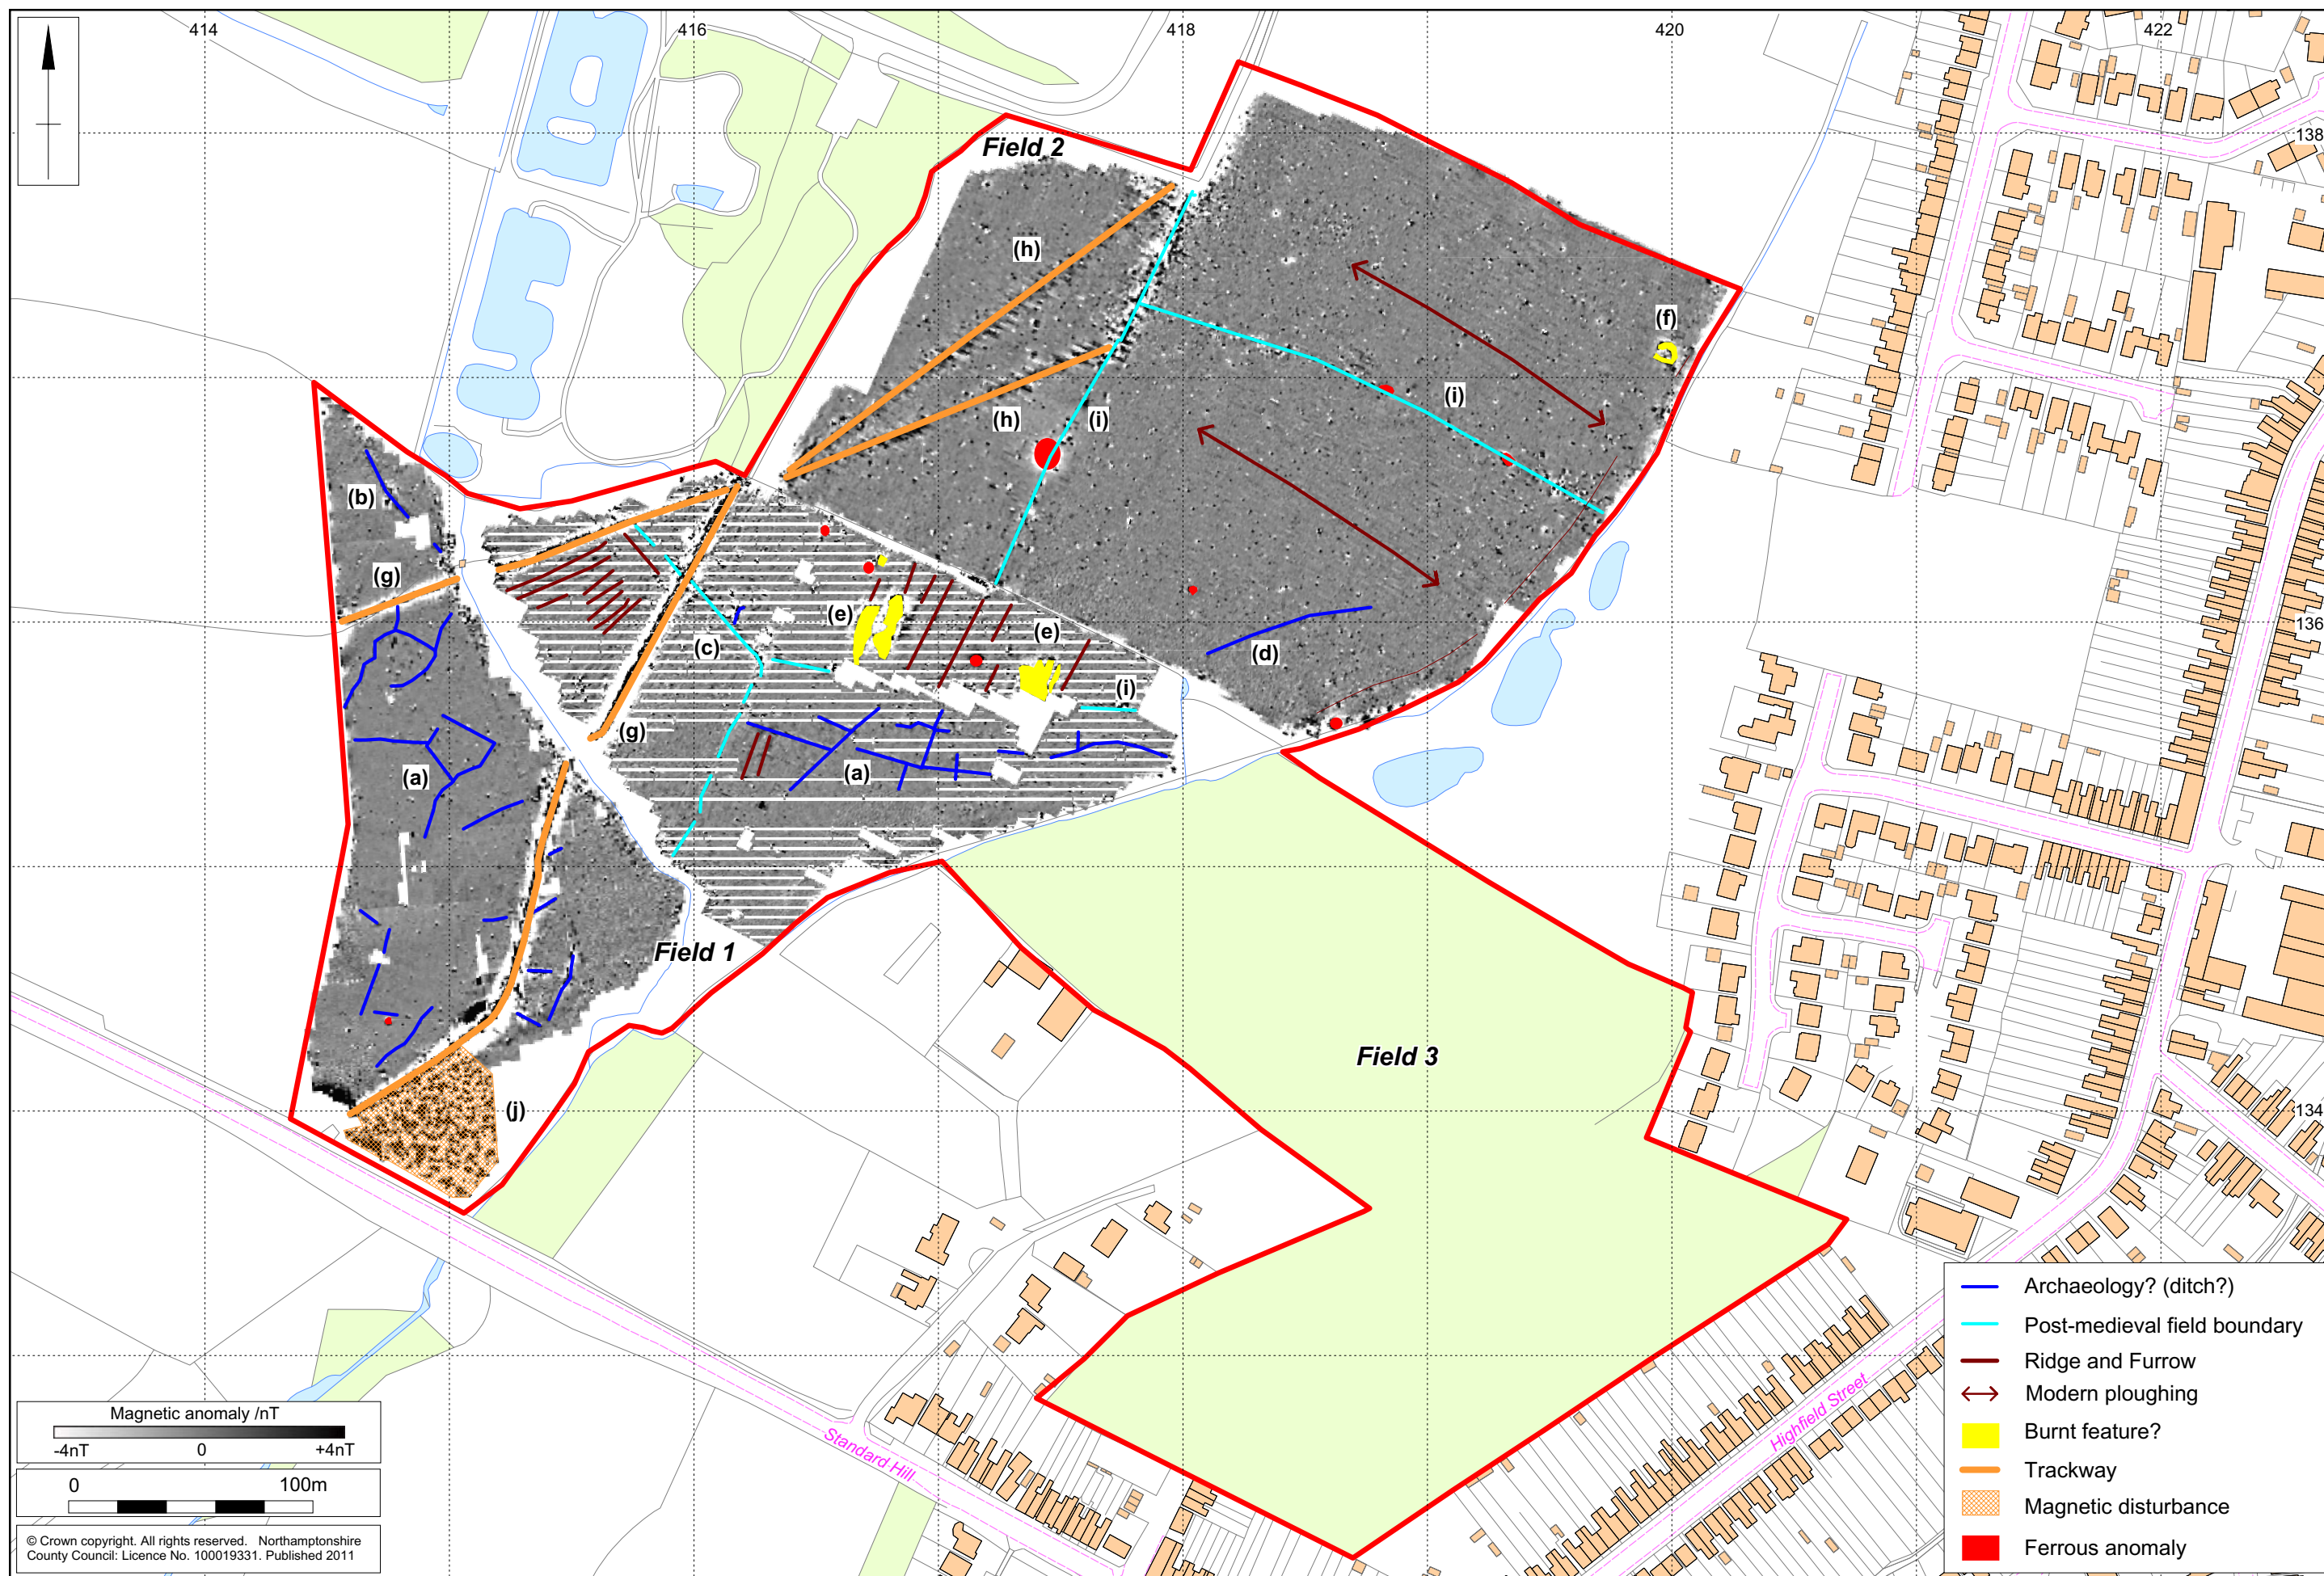 414
416
418
420
422
138
Field 2
(h)
(f)
(h)
(i)
(i)
(b)
(g)
(e)
(e)
136
(c)
(d)
(i)
(g)
(a)
(a)
Field 1
Field 3
134
(j)
Standard Hill
Highfield Street
Magnetic anomaly /nT
-4nT
0
+4nT
0
100m
© Crown copyright. All rights reserved. Northamptonshire
County Council: Licence No. 100019331. Published 2011
Archaeology? (ditch?)
Post-medieval field boundary
Ridge and Furrow
Modern ploughing
Burnt feature?
Trackway
Magnetic disturbance
Ferrous anomaly